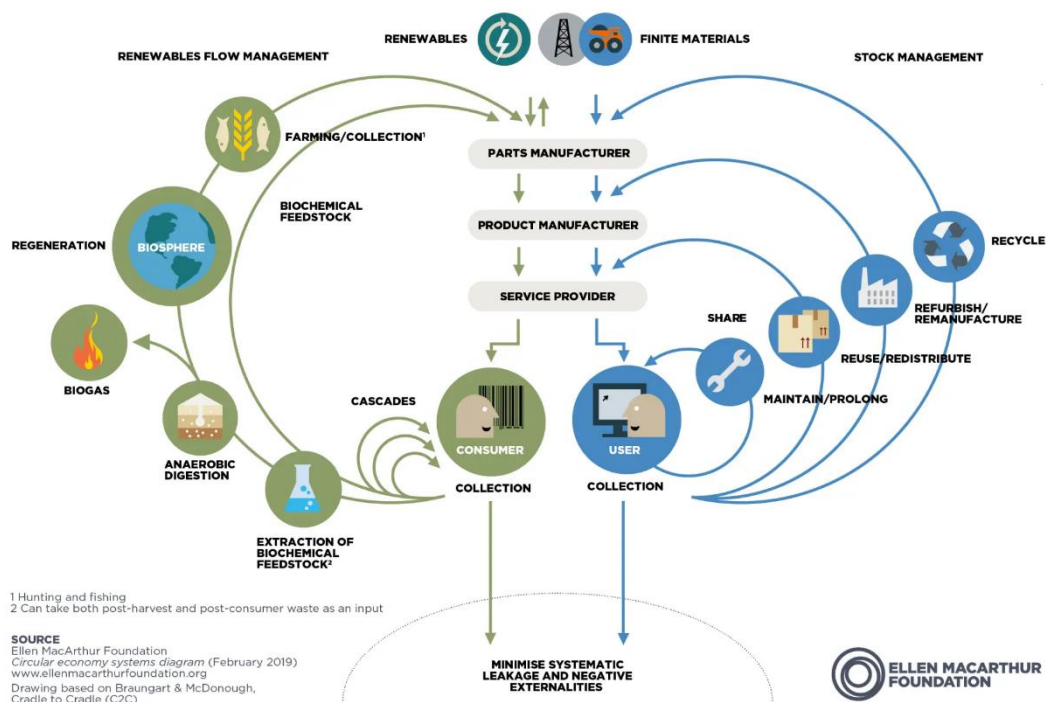 RENEWABLES
FINITE MATERIALS
RENEWABLES FLOW MANAGEMENT
STOCK MANAGEMENT
FARMING/COLLECTION¹
PARTS MANUFACTURER
BIOCHEMICAL
FEEDSTOCK
PRODUCT MANUFACTURER
REGENERATION
BIOSPHERE
RECYCLE
SERVICE PROVIDER
SHARE
REFURBISH/
REMANUFACTURE
REUSE/REDISTRIBUTE
BIOGAS
CASCADES
MAINTAIN/PROLONG
CONSUMER
USER
ANAEROBIC
DIGESTION
COLLECTION
COLLECTION
EXTRACTION OF
BIOCHEMICAL
FEEDSTOCK²
1 Hunting and fishing
2 Can take both post-harvest and post-consumer waste as an input
SOURCE
Ellen MacArthur Foundation
Circular economy systems diagram (February 2019)
www.ellenmacarthurfoundation.org
Drawing based on Braungart & McDonough,
Cradle to Cradle (C2C)
MINIMISE SYSTEMATIC
LEAKAGE AND NEGATIVE
EXTERNALITIES
ELLEN MACARTHUR
FOUNDATION